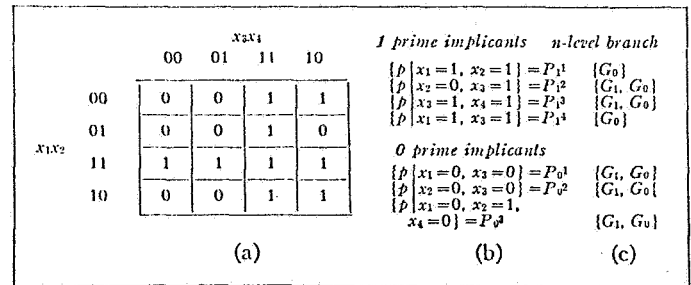 x₃x₄
00 01 11 10
x₁x₂
00 0 0 1 1
01 0 0 1 0
11 1 1 1 1
10 0 0 1 1
(a)
1 prime implicants n-level branch
{p|x₁=1, x₂=1}=P₁¹ {G₀}
{p|x₂=0, x₃=1}=P₁² {G₁, G₀}
{p|x₃=1, x₄=1}=P₁³ {G₁, G₀}
{p|x₁=1, x₃=1}=P₁⁴ {G₀}
0 prime implicants
{p|x₁=0, x₃=0}=P₀¹ {G₁, G₀}
{p|x₂=0, x₃=0}=P₀² {G₁, G₀{
{p|x₁=0, x₂=1,
x₄=0}=P₀³ {G₁, G₀}
(b) (c)